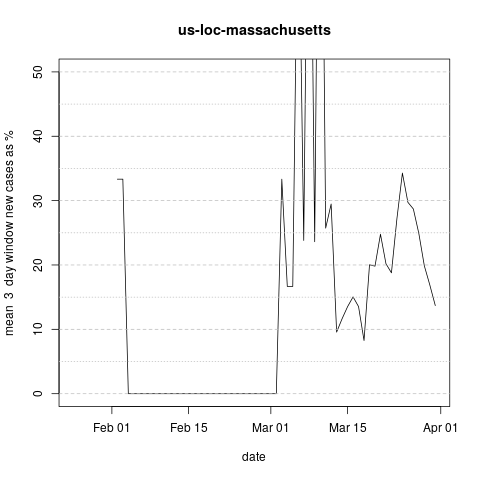 us-loc-massachusetts
mean 3 day window new cases as %
50
40
30
20
10
0
Feb 01 Feb 15 Mar 01 Mar 15 Apr 01
date